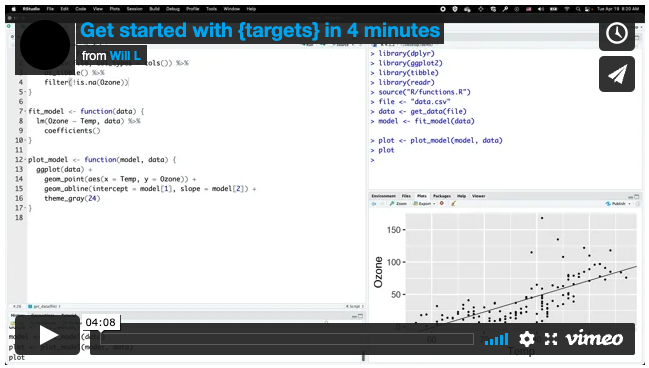 RStudio File Edit Code View Plots Session Build Debug Profile Tools Window Help
Tue Apr 19 8:20 AM
Get started with {targets} in 4 minutes
from Will L
cols()) %>%
%>%
4 filter(!is.na(Ozone))
5 }
6
7 fit_model <- function(data) {
8 lm(Ozone ~ Temp, data) %>%
9 coefficients()
10 }
11
12 plot_model <- function(model, data) {
13 ggplot(data) +
14 geom_point(aes(x = Temp, y = Ozone)) +
15 geom_abline(intercept = model[1], slope = model[2]) +
16 theme_gray(24)
17 }
18
> library(dplyr)
> library(ggplot2)
> library(tibble)
> library(readr)
> source("R/functions.R")
> file <- "data.csv"
> data <- get_data(file)
> model <- fit_model(data)
> plot <- plot_model(model, data)
> plot
>
Environment Files Plots Packages Help Viewer
Zoom Export Publish
150
100
50
0
Ozone
60
Temp
R Script
04:08
plot
vimeo